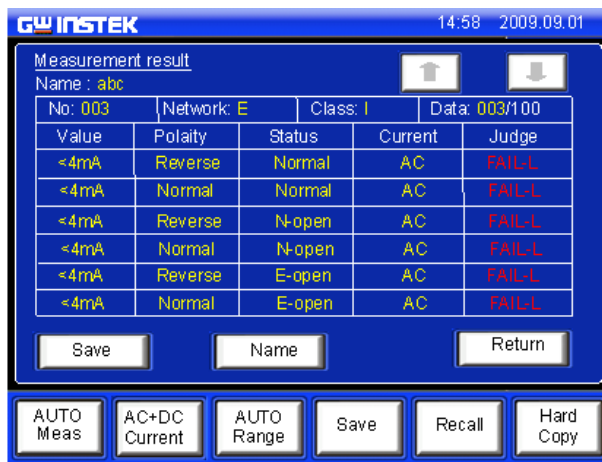 GW INSTEK 14:58 2009.09.01
Measurement result
Name : abc
No: 003 Network: E Class: I Data: 003/100
Value Polaity Status Current Judge
<4mA Reverse Normal AC FAIL-L
<4mA Normal Normal AC FAIL-L
<4mA Reverse N-open AC FAIL-L
<4mA Normal N-open AC FAIL-L
<4mA Reverse E-open AC FAIL-L
<4mA Normal E-open AC FAIL-L
Save Name Return
AUTO Meas AC+DC Current AUTO Range Save Recall Hard Copy